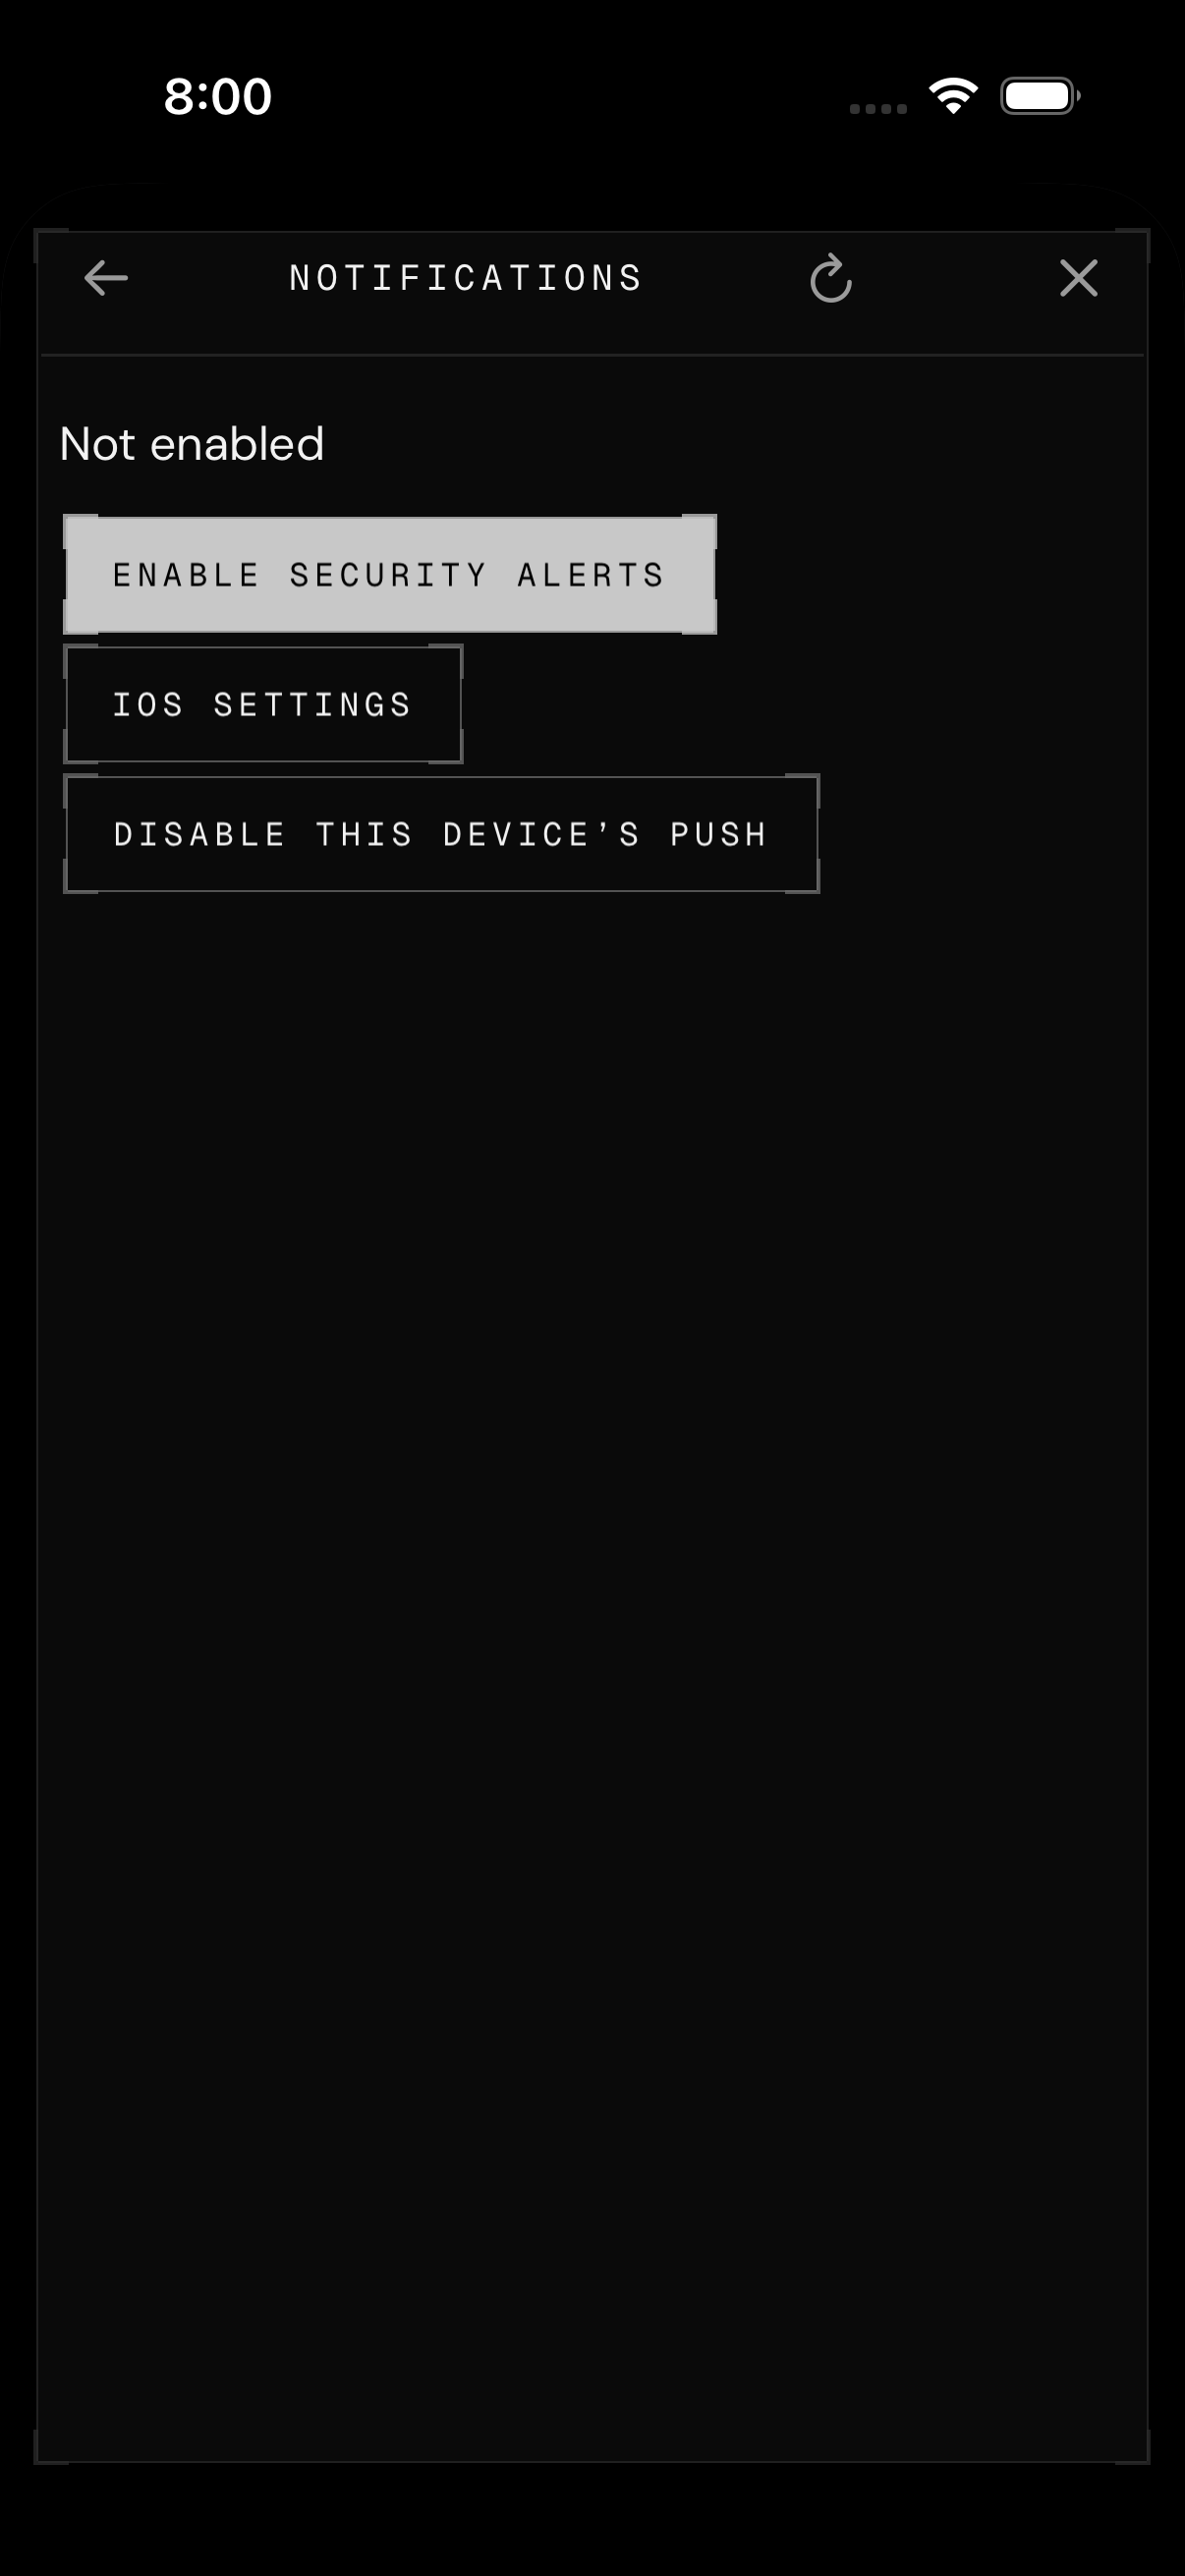 8:00
NOTIFICATIONS
Not enabled
ENABLE SECURITY ALERTS
IOS SETTINGS
DISABLE THIS DEVICE’S PUSH